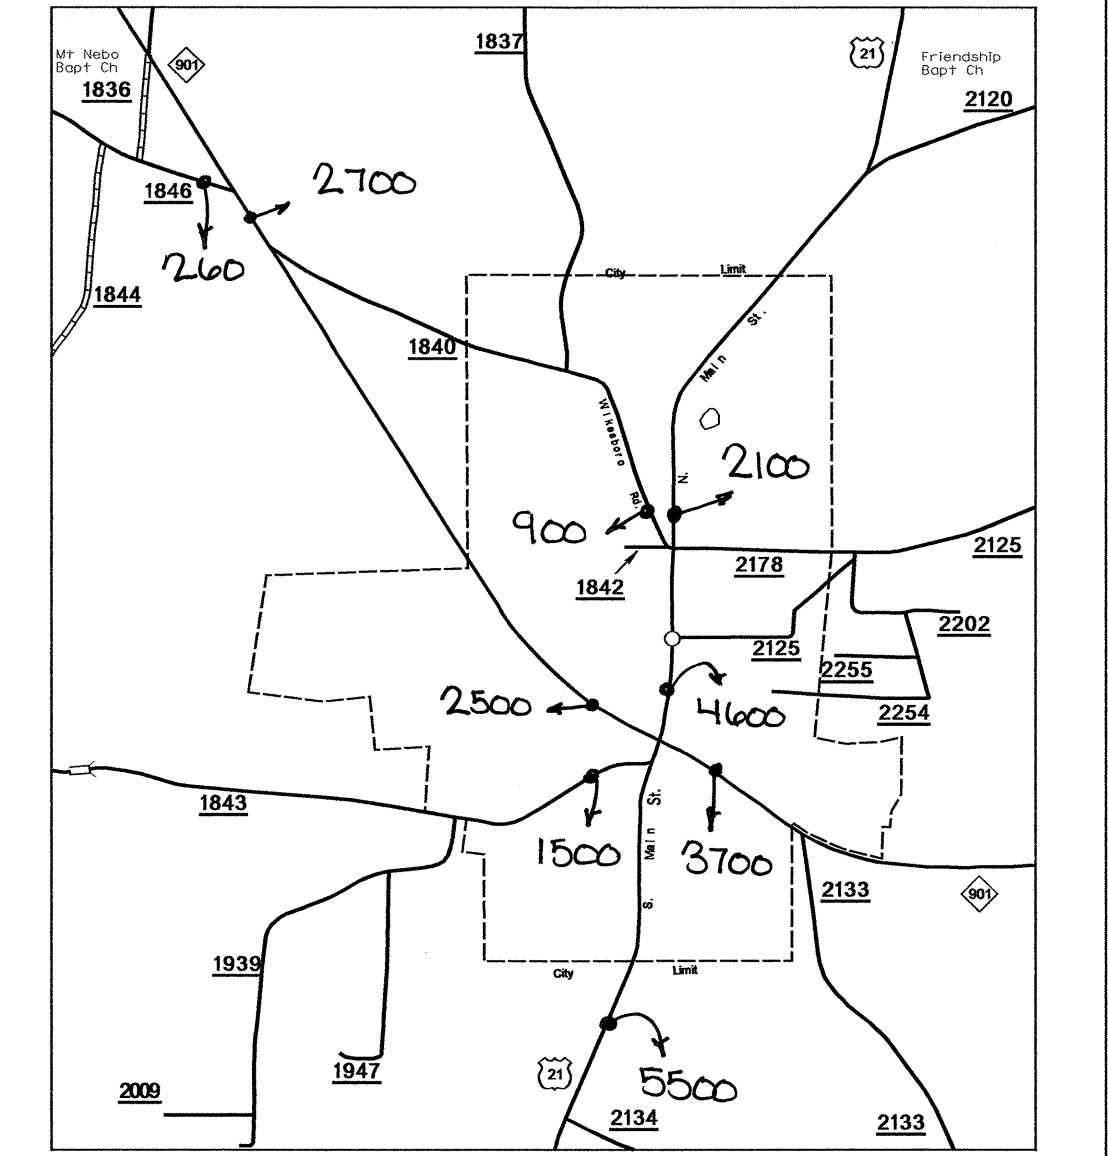 1837
21
Mt Nebo
Bapt Ch
901
Friendship
Bapt Ch
1836
2120
2700
1846
260
City
Limit
1844
St.
1840
Main
Wilkesboro
2100
N.
Rd.
900
2125
2178
1842
2202
2125
2255
2500
4600
2254
St.
1843
Main
1500
3700
2133
901
S.
1939
City
Limit
21
1947
5500
2009
2134
2133